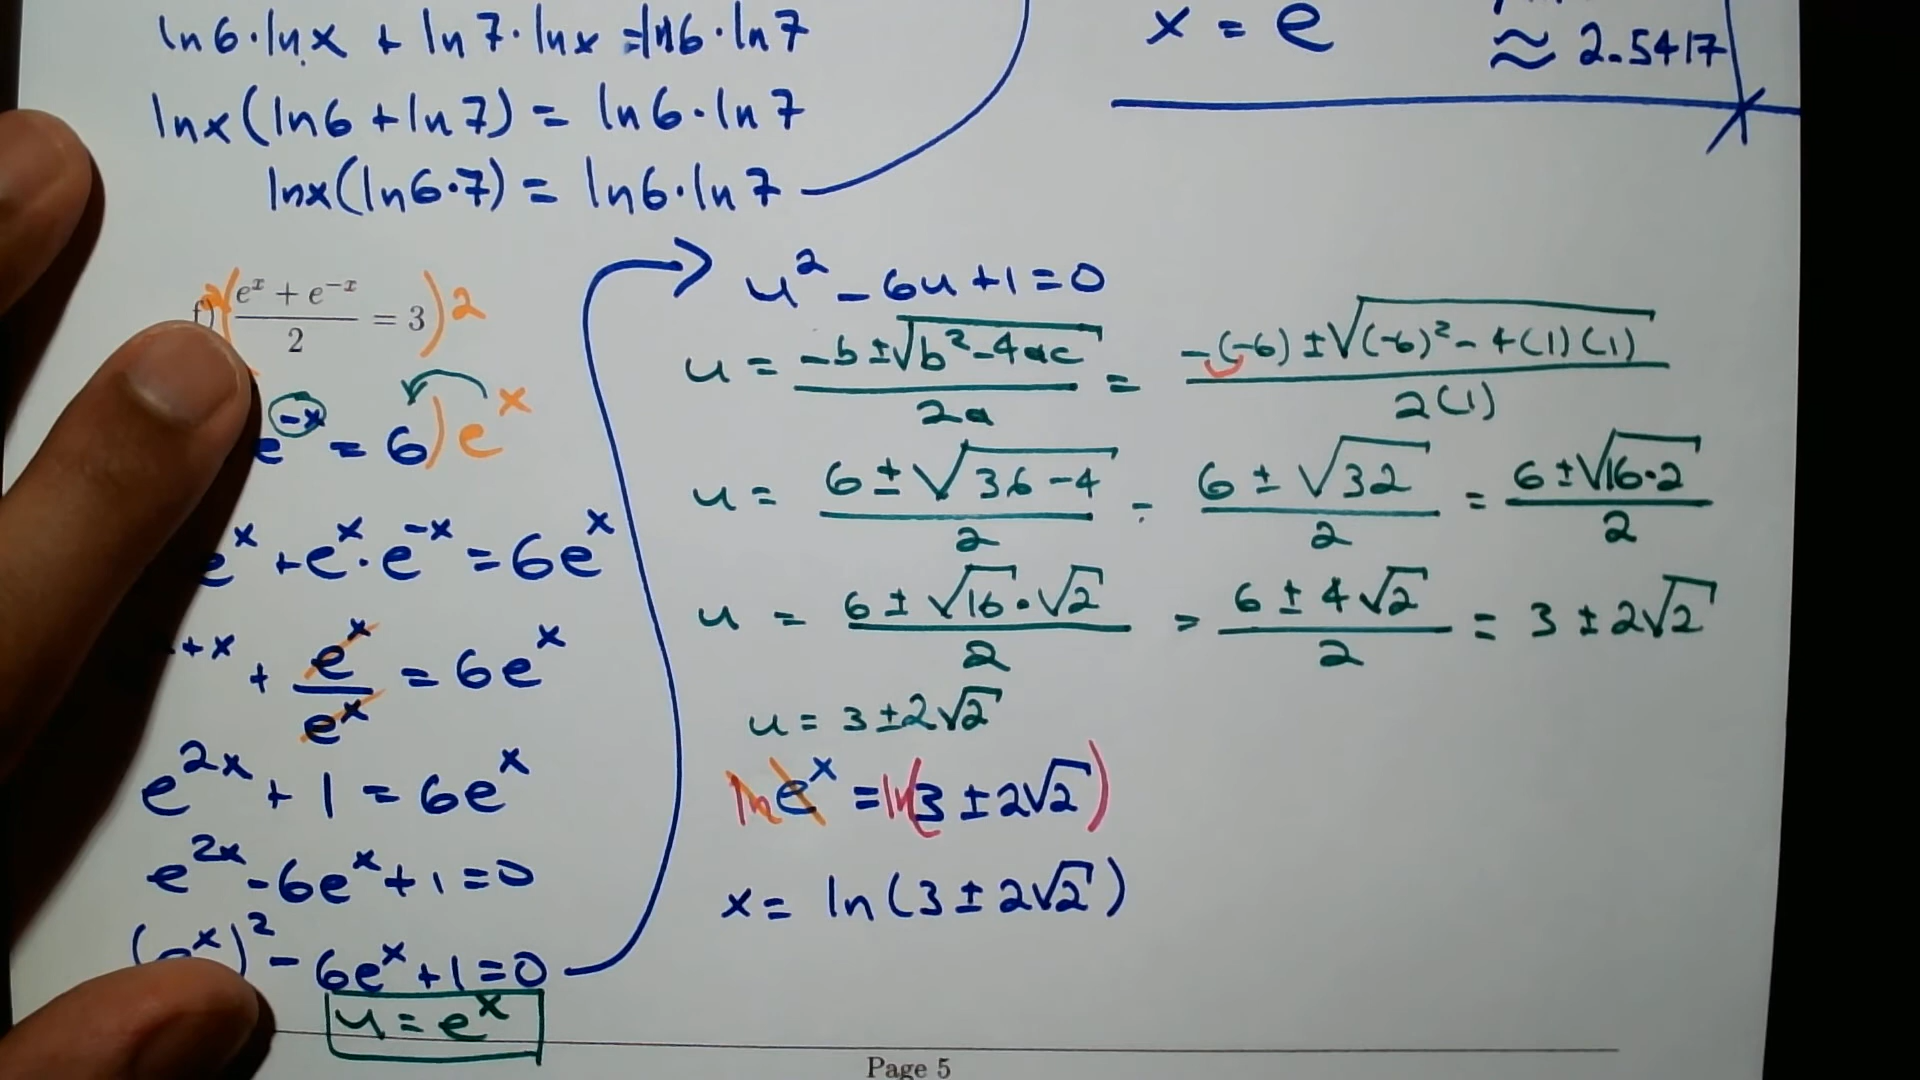 ln6·lnx + ln7·lnx = ln6·ln7
lnx(ln6+ln7) = ln6·ln7
lnx(ln6·7) = ln6·ln7
x = e
≈ 2.5417
f) (e^x + e^{-x})/2 = 3) 2
e^{-x} = 6) e^x
e^x + e^x·e^{-x} = 6e^x
+x + e^x/e^x = 6e^x
e^{2x} + 1 = 6e^x
e^{2x} - 6e^x + 1 = 0
(e^x)^2 - 6e^x + 1 = 0
u = e^x
u^2 - 6u + 1 = 0
u = (-b ± √(b^2 - 4ac))/2a = (-(-6) ± √((-6)^2 - 4(1)(1)))/2(1)
u = (6 ± √(36-4))/2 = (6 ± √32)/2 = (6 ± √(16·2))/2
u = (6 ± √16·√2)/2 = (6 ± 4√2)/2 = 3 ± 2√2
u = 3 ± 2√2
ln e^x = ln(3 ± 2√2)
x = ln(3 ± 2√2)
Page 5